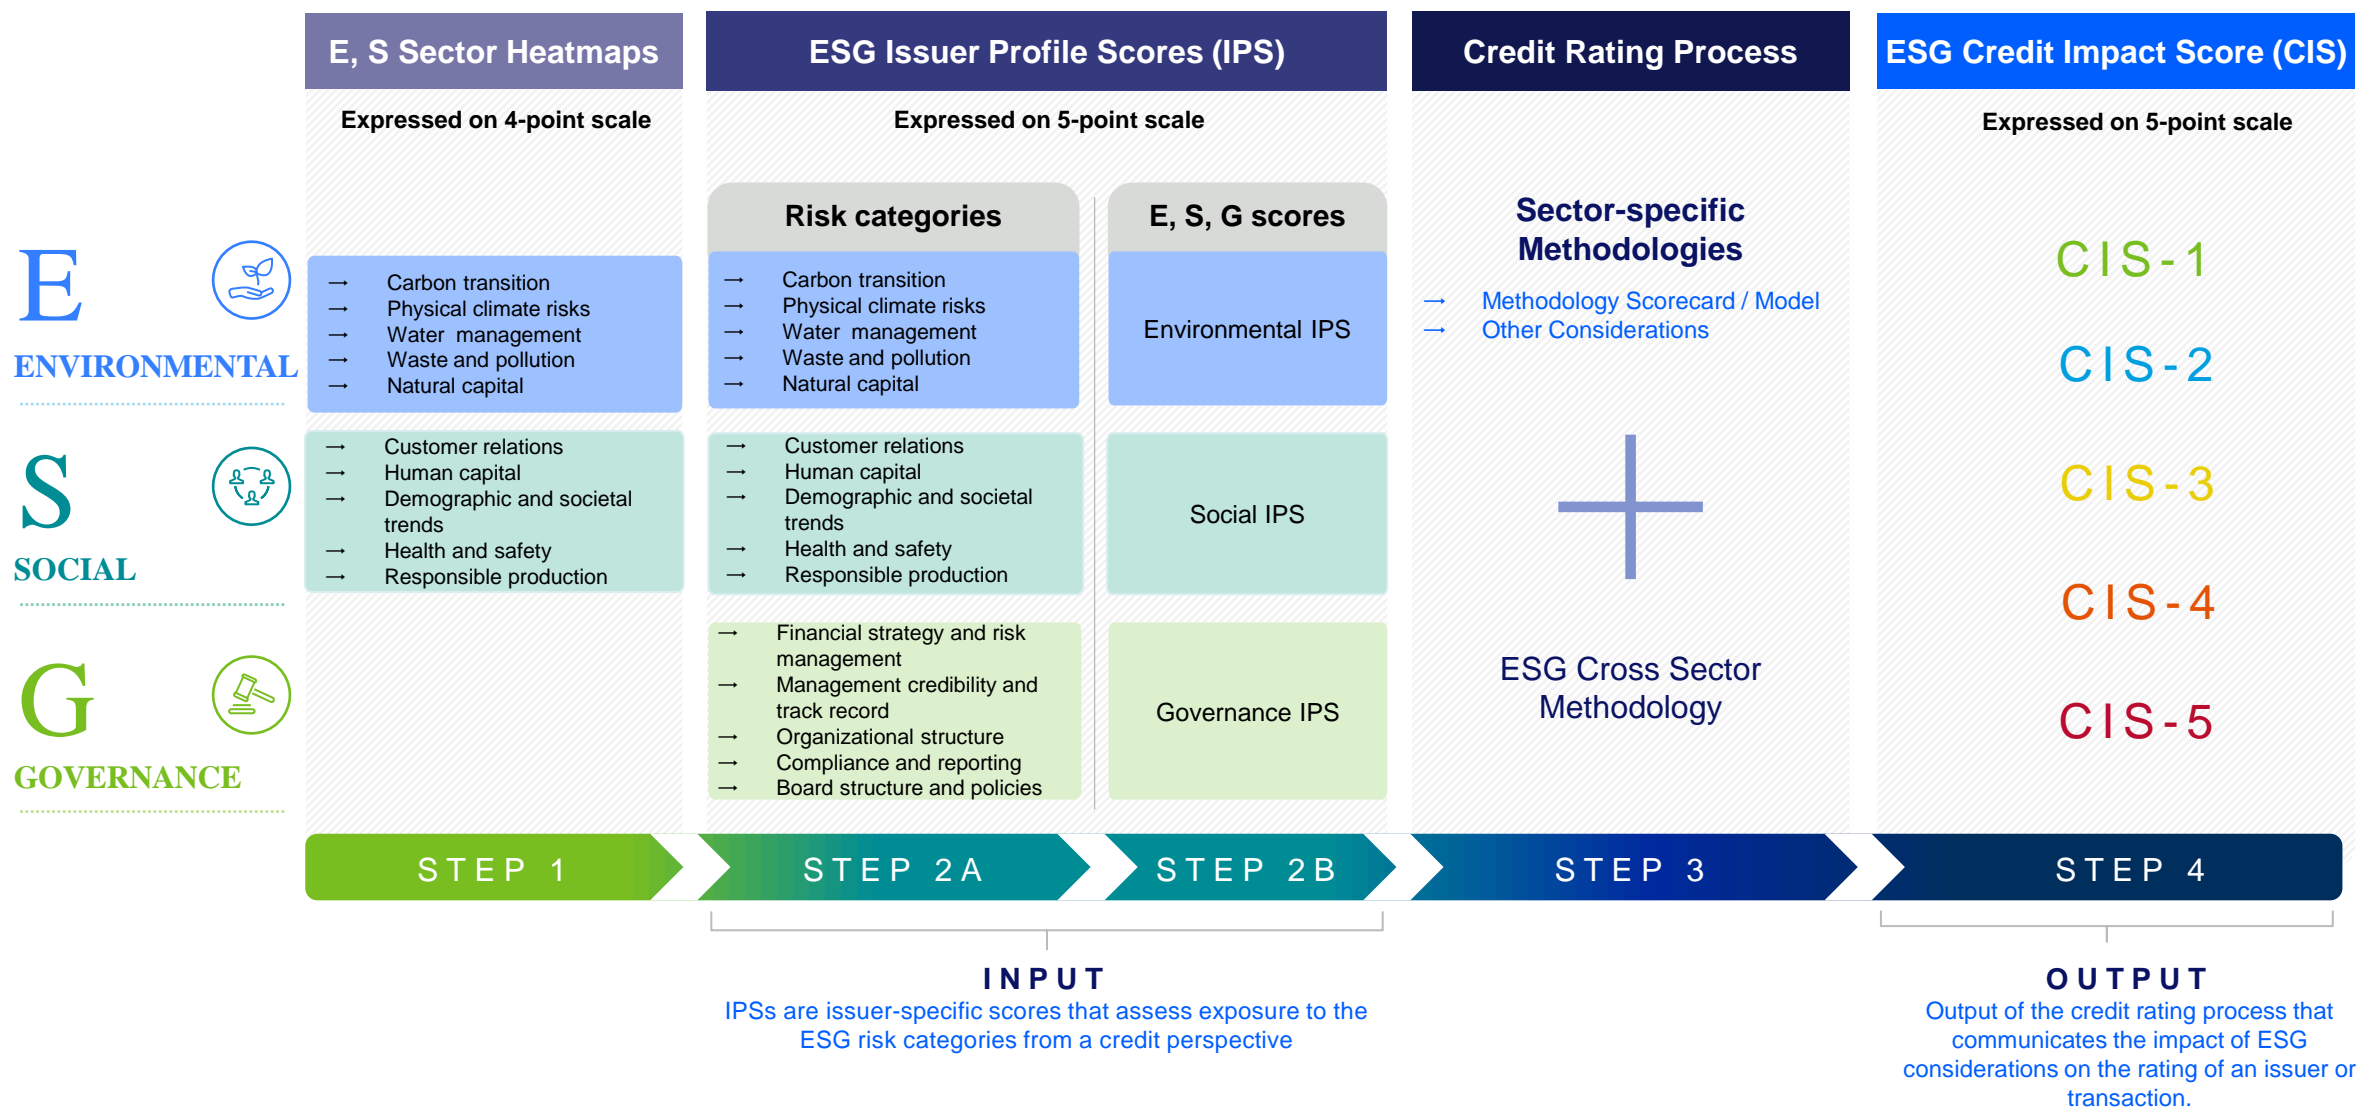 E, S Sector Heatmaps
ESG Issuer Profile Scores (IPS)
Credit Rating Process
ESG Credit Impact Score (CIS)
Expressed on 4-point scale
Expressed on 5-point scale
Expressed on 5-point scale
Risk categories
E, S, G scores
E
ENVIRONMENTAL
→ Carbon transition
→ Physical climate risks
→ Water management
→ Waste and pollution
→ Natural capital
→ Carbon transition
→ Physical climate risks
→ Water management
→ Waste and pollution
→ Natural capital
Environmental IPS
S
SOCIAL
→ Customer relations
→ Human capital
→ Demographic and societal
trends
→ Health and safety
→ Responsible production
→ Customer relations
→ Human capital
→ Demographic and societal
trends
→ Health and safety
→ Responsible production
Social IPS
G
GOVERNANCE
→ Financial strategy and risk
management
→ Management credibility and
track record
→ Organizational structure
→ Compliance and reporting
→ Board structure and policies
Governance IPS
Sector-specific
Methodologies
→ Methodology Scorecard / Model
→ Other Considerations
ESG Cross Sector
Methodology
CIS-1
CIS-2
CIS-3
CIS-4
CIS-5
STEP 1
STEP 2A
STEP 2B
STEP 3
STEP 4
INPUT
IPSs are issuer-specific scores that assess exposure to the
ESG risk categories from a credit perspective
OUTPUT
Output of the credit rating process that
communicates the impact of ESG
considerations on the rating of an issuer or
transaction.